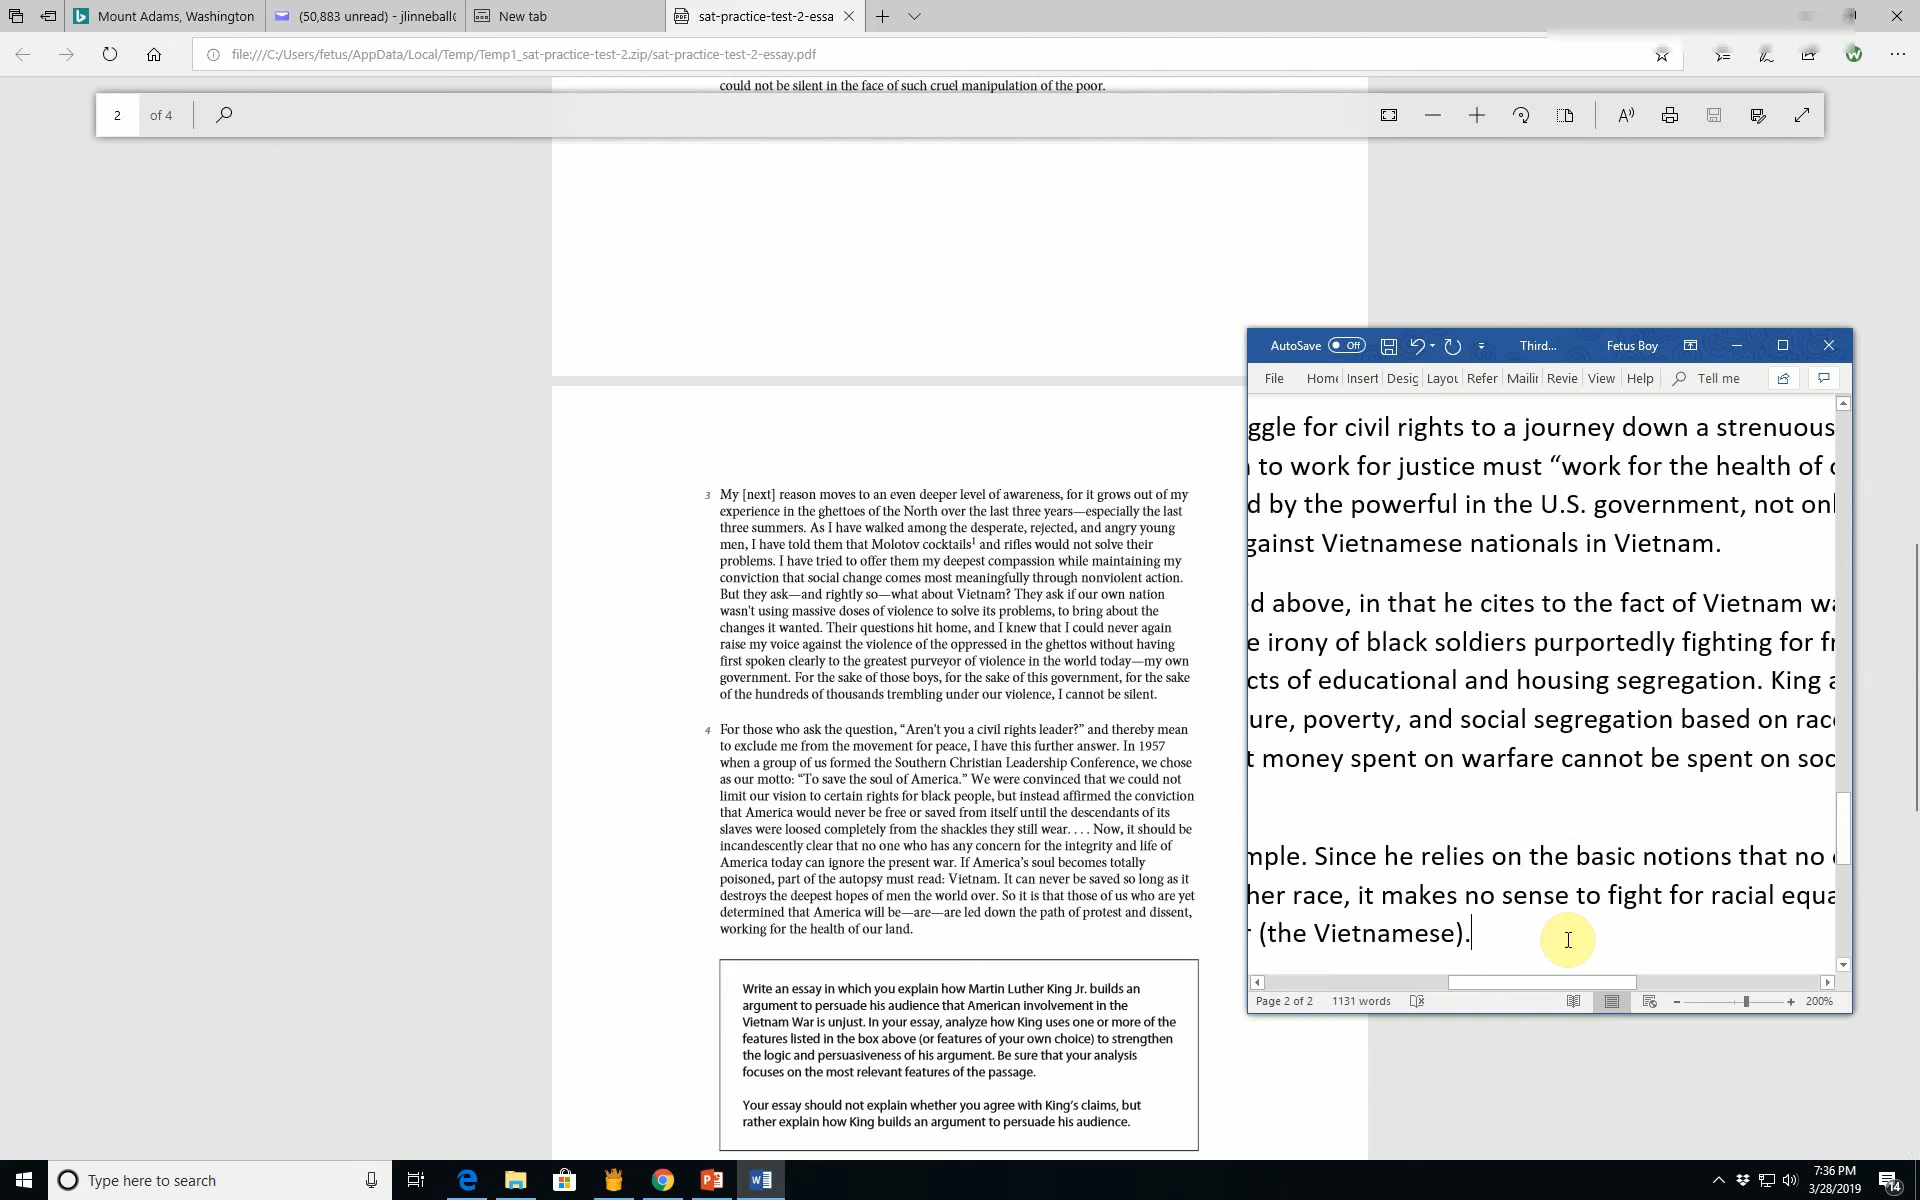 Mount Adams, Washington
(50,883 unread) - jlinneball
New tab
sat-practice-test-2-essa
file:///C:/Users/fetus/AppData/Local/Temp/Temp1_sat-practice-test-2.zip/sat-practice-test-2-essay.pdf
could not be silent in the face of such cruel manipulation of the poor.
2 of 4
3 My [next] reason moves to an even deeper level of awareness, for it grows out of my
experience in the ghettoes of the North over the last three years—especially the last
three summers. As I have walked among the desperate, rejected, and angry young
men, I have told them that Molotov cocktails1 and rifles would not solve their
problems. I have tried to offer them my deepest compassion while maintaining my
conviction that social change comes most meaningfully through nonviolent action.
But they ask—and rightly so—what about Vietnam? They ask if our own nation
wasn't using massive doses of violence to solve its problems, to bring about the
changes it wanted. Their questions hit home, and I knew that I could never again
raise my voice against the violence of the oppressed in the ghettos without having
first spoken clearly to the greatest purveyor of violence in the world today—my own
government. For the sake of those boys, for the sake of this government, for the sake
of the hundreds of thousands trembling under our violence, I cannot be silent.
4 For those who ask the question, “Aren't you a civil rights leader?” and thereby mean
to exclude me from the movement for peace, I have this further answer. In 1957
when a group of us formed the Southern Christian Leadership Conference, we chose
as our motto: “To save the soul of America.” We were convinced that we could not
limit our vision to certain rights for black people, but instead affirmed the conviction
that America would never be free or saved from itself until the descendants of its
slaves were loosed completely from the shackles they still wear. . . . Now, it should be
incandescently clear that no one who has any concern for the integrity and life of
America today can ignore the present war. If America’s soul becomes totally
poisoned, part of the autopsy must read: Vietnam. It can never be saved so long as it
destroys the deepest hopes of men the world over. So it is that those of us who are yet
determined that America will be—are—are led down the path of protest and dissent,
working for the health of our land.
Write an essay in which you explain how Martin Luther King Jr. builds an
argument to persuade his audience that American involvement in the
Vietnam War is unjust. In your essay, analyze how King uses one or more of the
features listed in the box above (or features of your own choice) to strengthen
the logic and persuasiveness of his argument. Be sure that your analysis
focuses on the most relevant features of the passage.
Your essay should not explain whether you agree with King’s claims, but
rather explain how King builds an argument to persuade his audience.
AutoSave Off Third... Fetus Boy
File Home Insert Desig Layou Refer Mailin Revie View Help Tell me
ggle for civil rights to a journey down a strenuous
to work for justice must “work for the health of
d by the powerful in the U.S. government, not onl
gainst Vietnamese nationals in Vietnam.
d above, in that he cites to the fact of Vietnam wa
e irony of black soldiers purportedly fighting for fr
cts of educational and housing segregation. King a
ure, poverty, and social segregation based on race
t money spent on warfare cannot be spent on soc
mple. Since he relies on the basic notions that no
her race, it makes no sense to fight for racial equa
(the Vietnamese).
Page 2 of 2 1131 words 200%
Type here to search
7:36 PM
3/28/2019
14